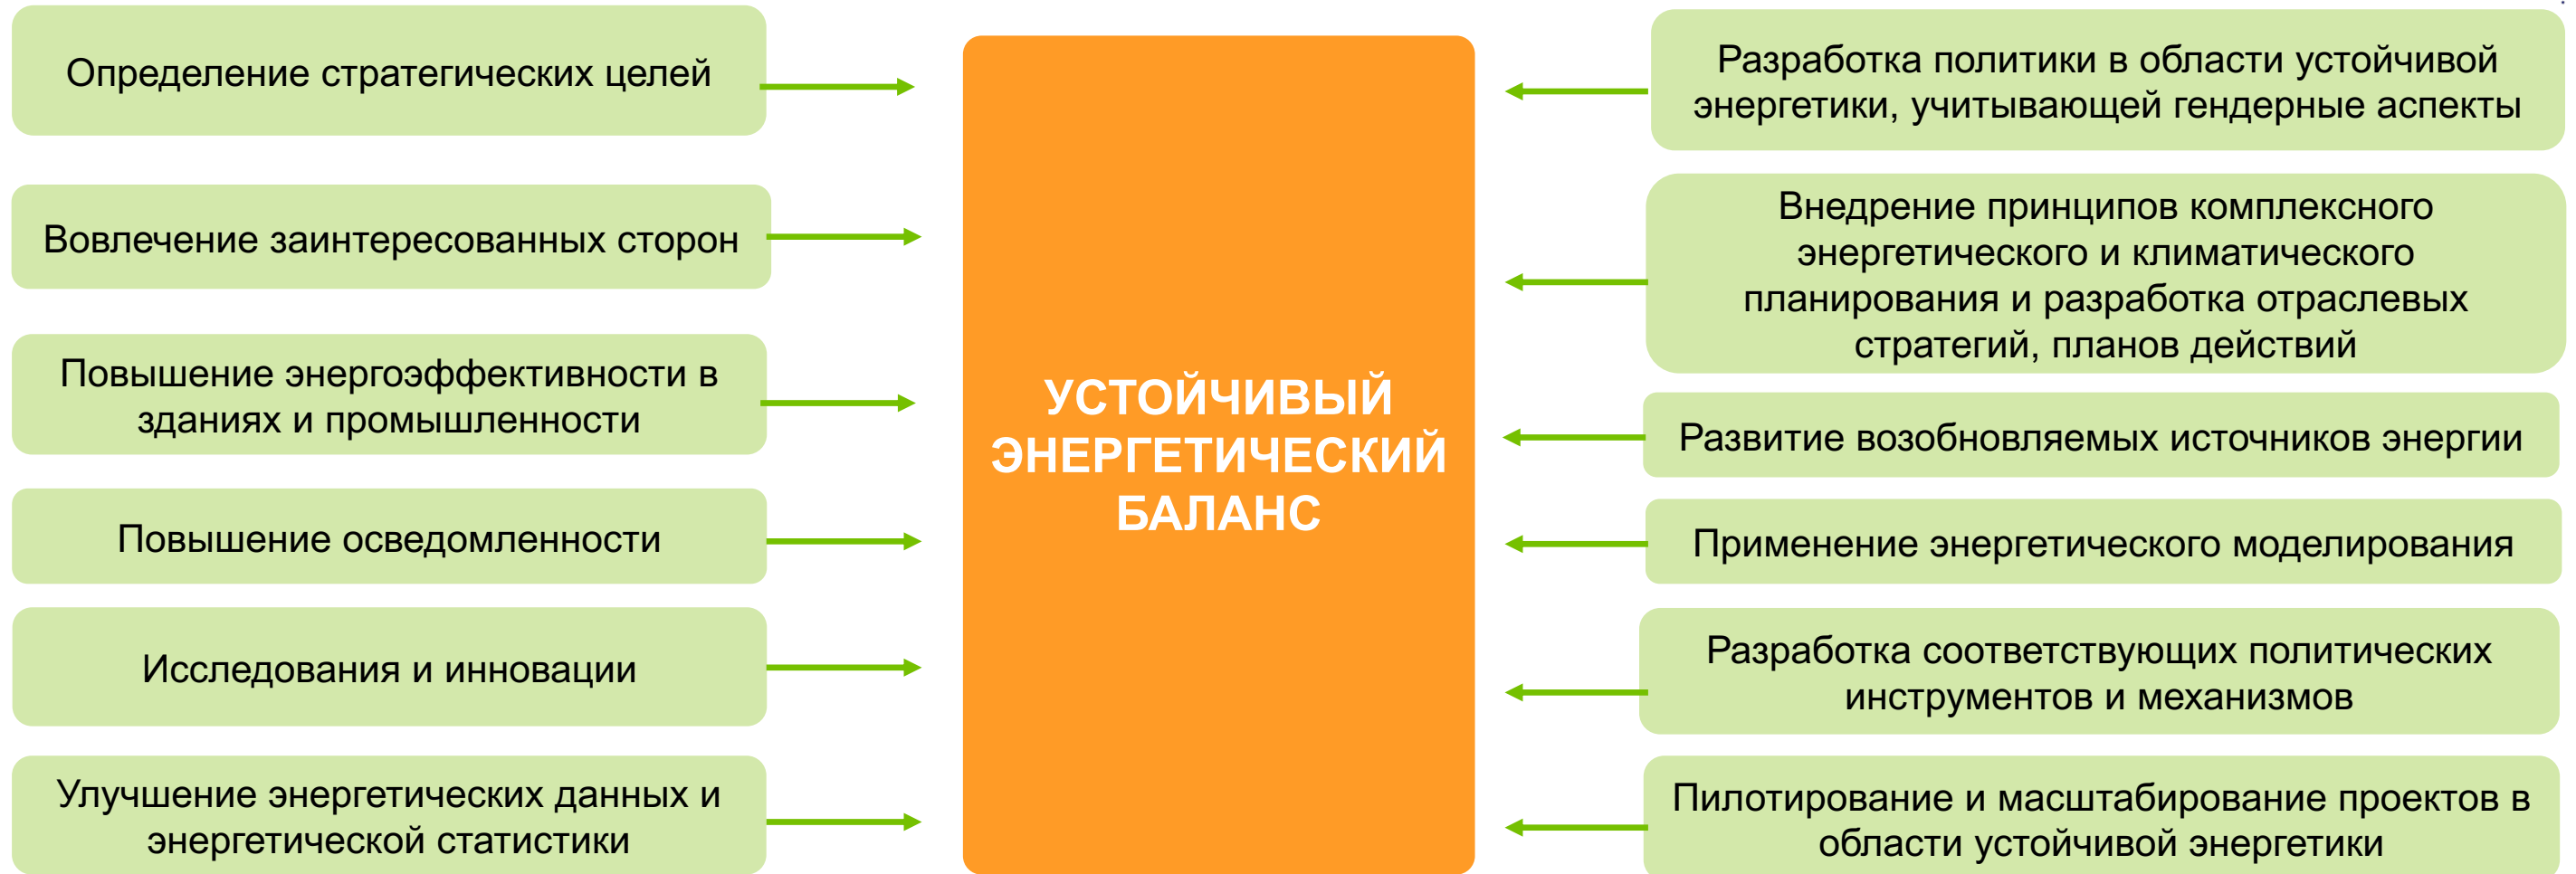 Определение стратегических целей
Вовлечение заинтересованных сторон
Повышение энергоэффективности в
зданиях и промышленности
Повышение осведомленности
Исследования и инновации
Улучшение энергетических данных и
энергетической статистики
УСТОЙЧИВЫЙ
ЭНЕРГЕТИЧЕСКИЙ
БАЛАНС
Разработка политики в области устойчивой
энергетики, учитывающей гендерные аспекты
Внедрение принципов комплексного
энергетического и климатического
планирования и разработка отраслевых
стратегий, планов действий
Развитие возобновляемых источников энергии
Применение энергетического моделирования
Разработка соответствующих политических
инструментов и механизмов
Пилотирование и масштабирование проектов в
области устойчивой энергетики